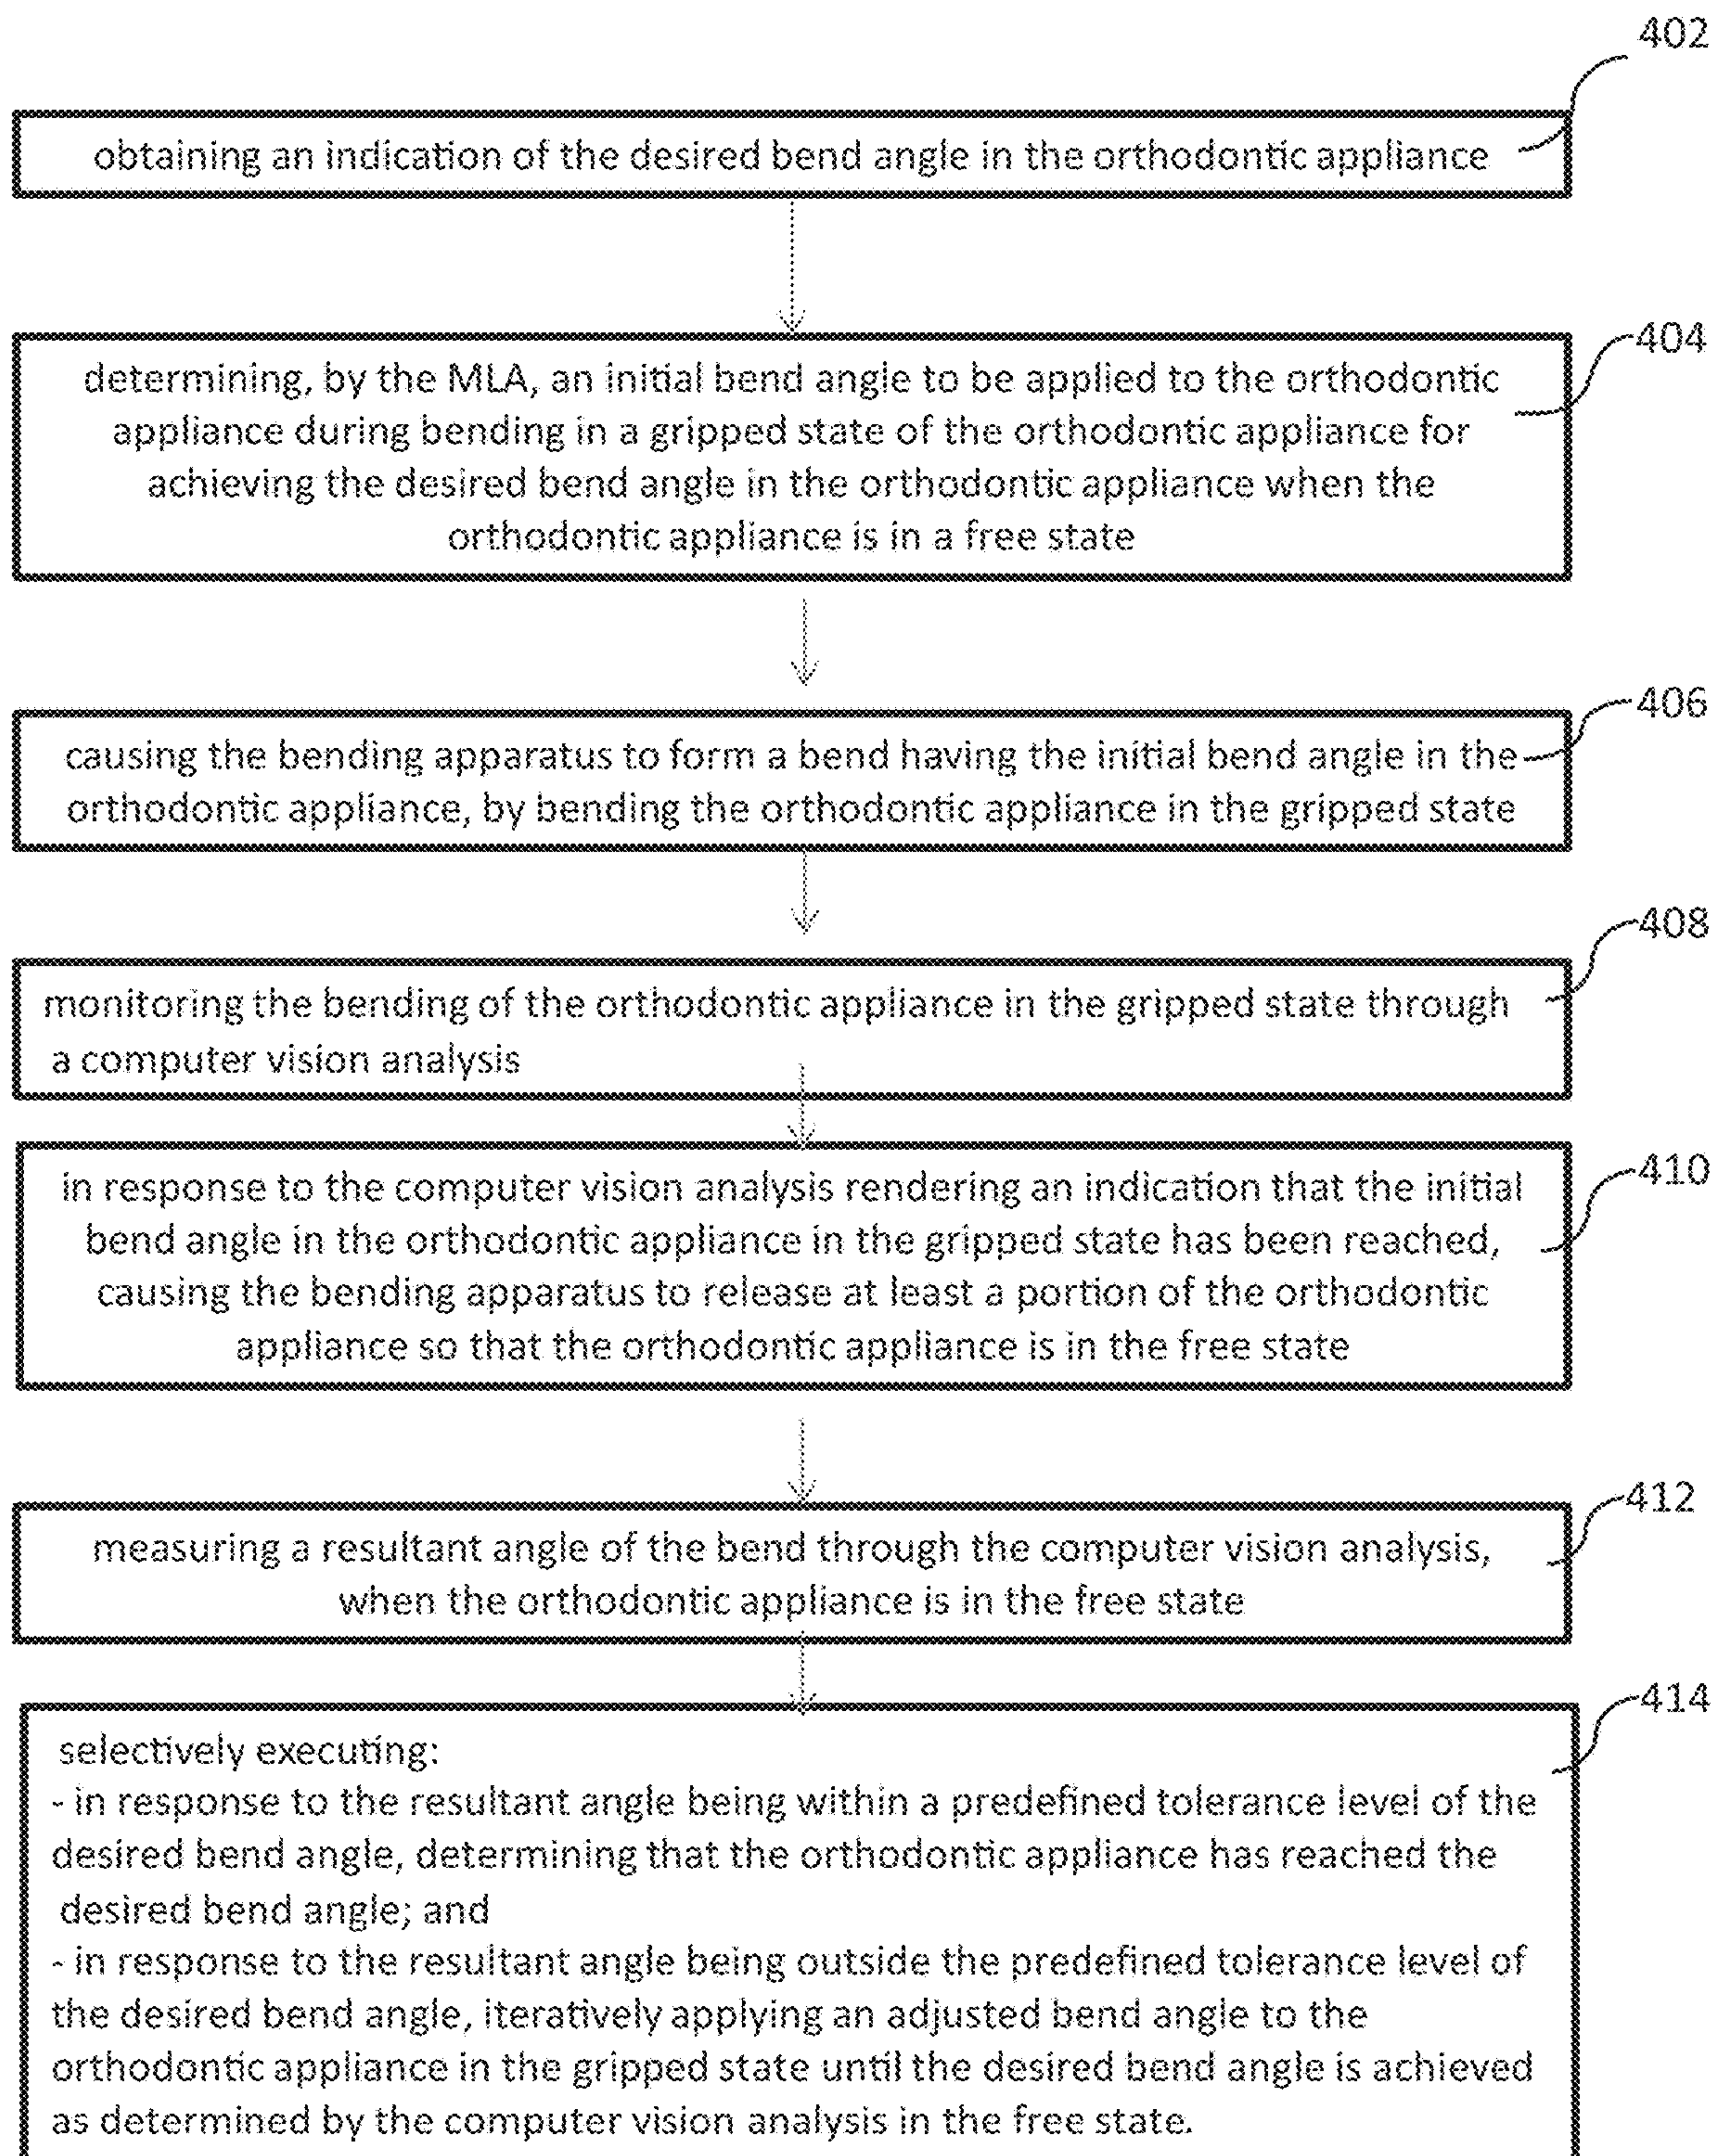 402
obtaining an indication of the desired bend angle in the orthodontic appliance
404
determining, by the MLA, an initial bend angle to be applied to the orthodontic
appliance during bending in a gripped state of the orthodontic appliance for
achieving the desired bend angle in the orthodontic appliance when the
orthodontic appliance is in a free state
406
causing the bending apparatus to form a bend having the initial bend angle in the
orthodontic appliance, by bending the orthodontic appliance in the gripped state
408
monitoring the bending of the orthodontic appliance in the gripped state through
a computer vision analysis
410
in response to the computer vision analysis rendering an indication that the initial
bend angle in the orthodontic appliance in the gripped state has been reached,
causing the bending apparatus to release at least a portion of the orthodontic
appliance so that the orthodontic appliance is in the free state
412
measuring a resultant angle of the bend through the computer vision analysis,
when the orthodontic appliance is in the free state
414
selectively executing:
- in response to the resultant angle being within a predefined tolerance level of the
desired bend angle, determining that the orthodontic appliance has reached the
desired bend angle; and
- in response to the resultant angle being outside the predefined tolerance level of
the desired bend angle, iteratively applying an adjusted bend angle to the
orthodontic appliance in the gripped state until the desired bend angle is achieved
as determined by the computer vision analysis in the free state.